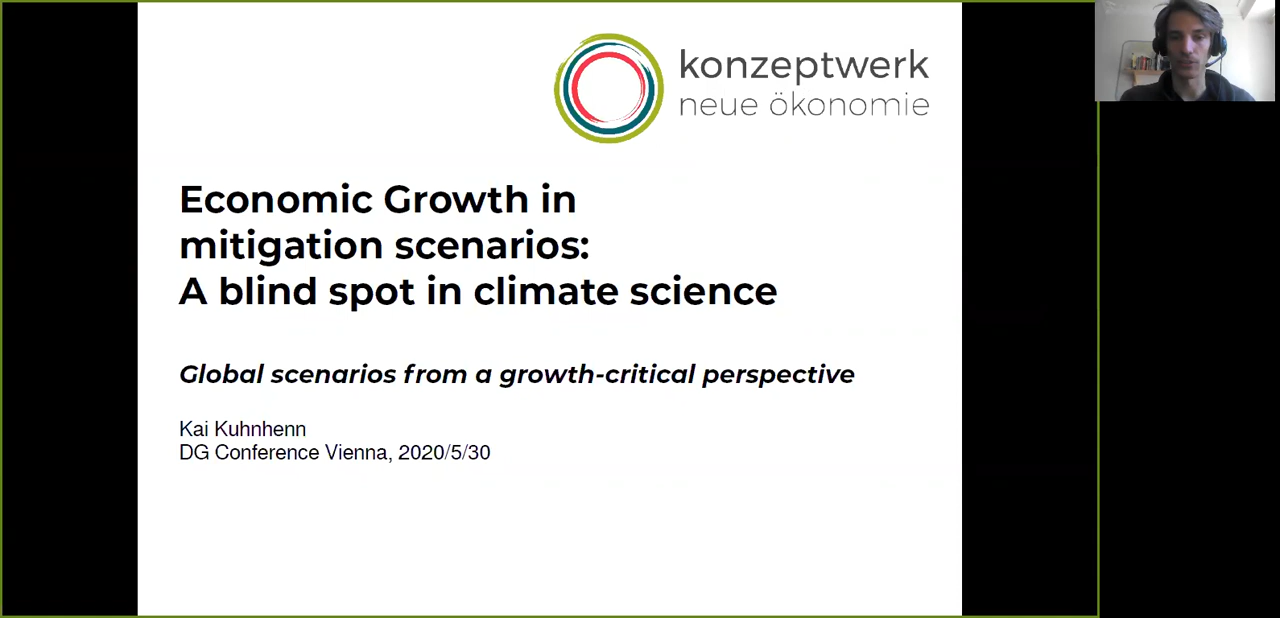 konzeptwerk
neue ökonomie
Economic Growth in
mitigation scenarios:
A blind spot in climate science
Global scenarios from a growth-critical perspective
Kai Kuhnhenn
DG Conference Vienna, 2020/5/30